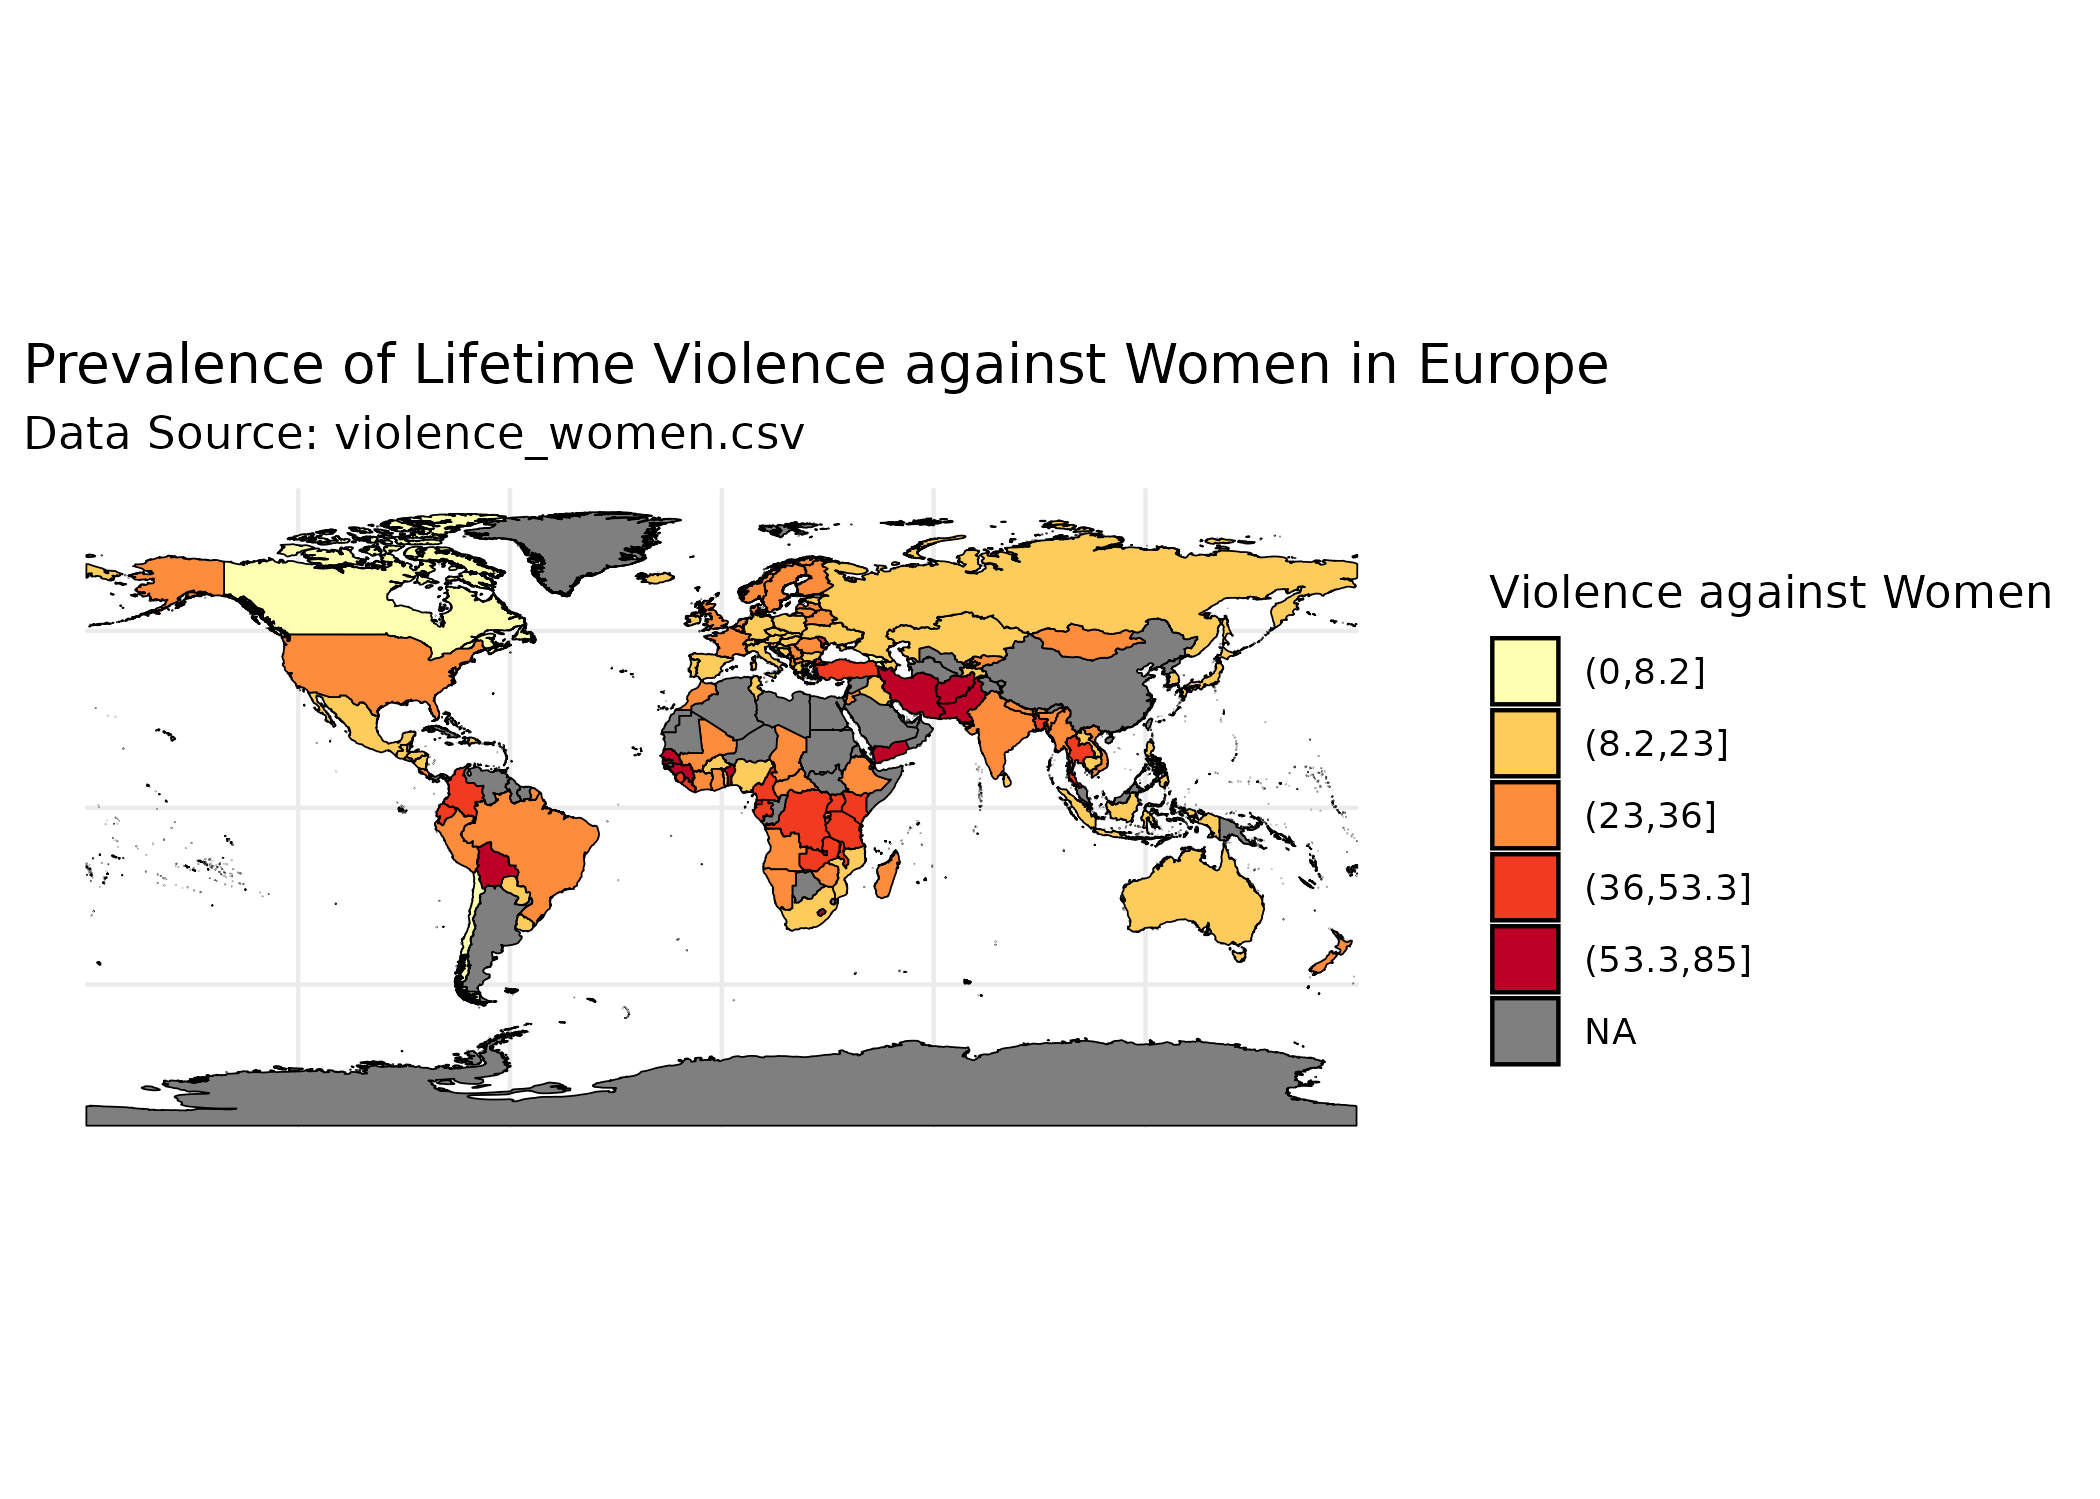 Prevalence of Lifetime Violence against Women in Europe
Data Source: violence_women.csv
Violence against Women
(0,8.2]
(8.2,23]
(23,36]
(36,53.3]
(53.3,85]
NA